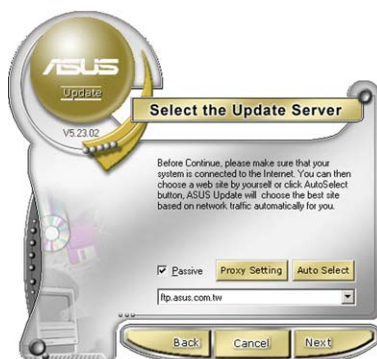 ASUS
Update
V5.23.02
Select the Update Server
Before Continue, please make sure that your
system is connected to the Internet. You can then
choose a web site by yourself or click AutoSelect
button, ASUS Update will choose the best site
based on network traffic automatically for you.
Passive
Proxy Setting
Auto Select
ftp.asus.com.tw
Back
Cancel
Next